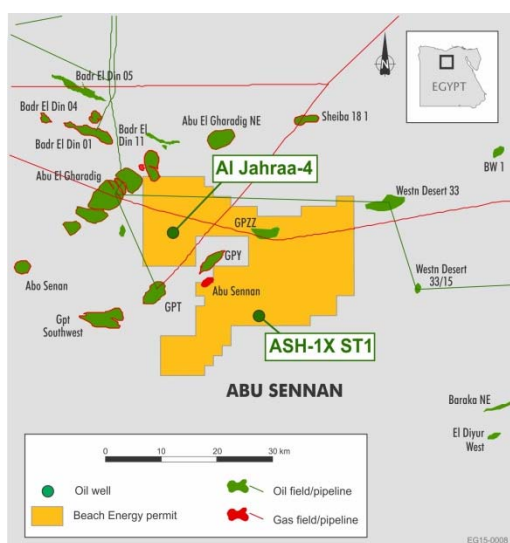 Badr El Din 05
Badr El Din 04
Badr El
Din 11
Badr El
Din 01
Abu El Gharadig NE
Sheiba 18 1
N
EGYPT
BW 1
Abu El
Gharadig
Al Jahraa-4
Westn Desert 33
GPZZ
GPY
Abo Senan
GPT
Abu Sennan
Westn Desert
33/15
Gpt
Southwest
ASH-1X ST1
ABU SENNAN
Baraka NE
El Diyur
West
0 10 20 30 km
Oil well
Oil field/pipeline
Beach Energy permit
Gas field/pipeline
EG15-0008